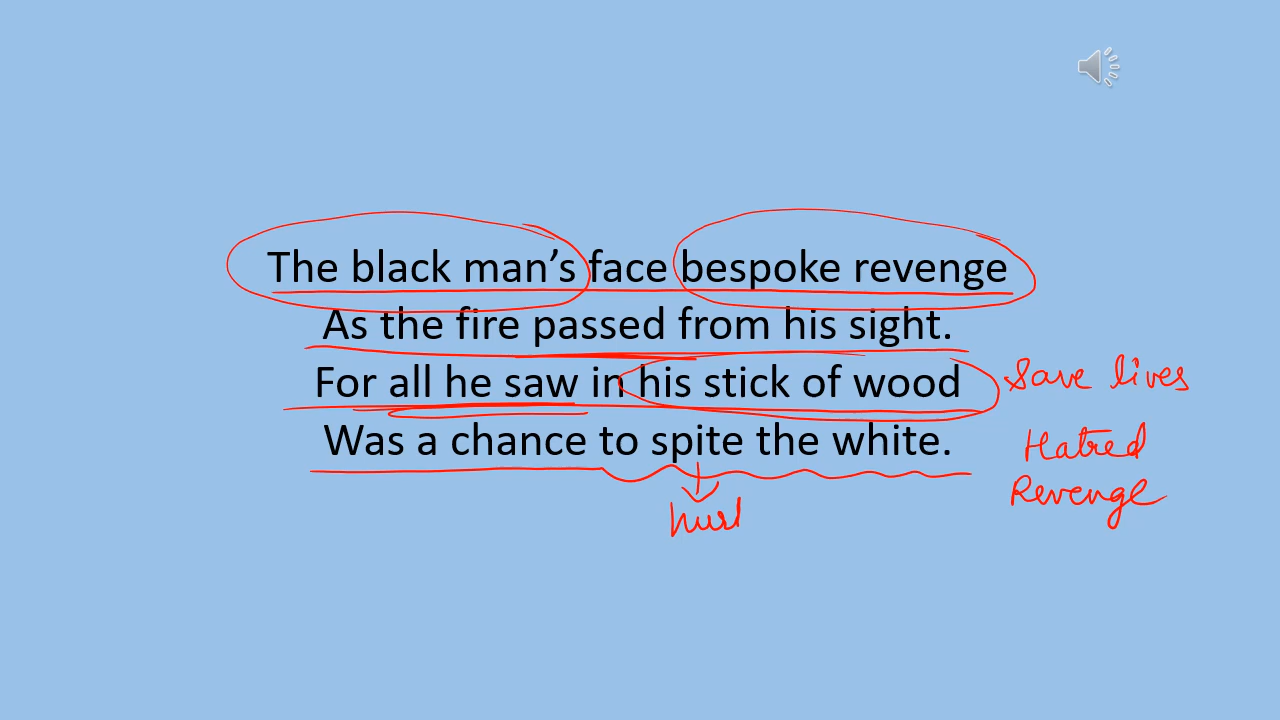 The black man’s face bespoke revenge
As the fire passed from his sight.
For all he saw in his stick of wood
Save lives
Was a chance to spite the white.
Hatred
Revenge
hurt